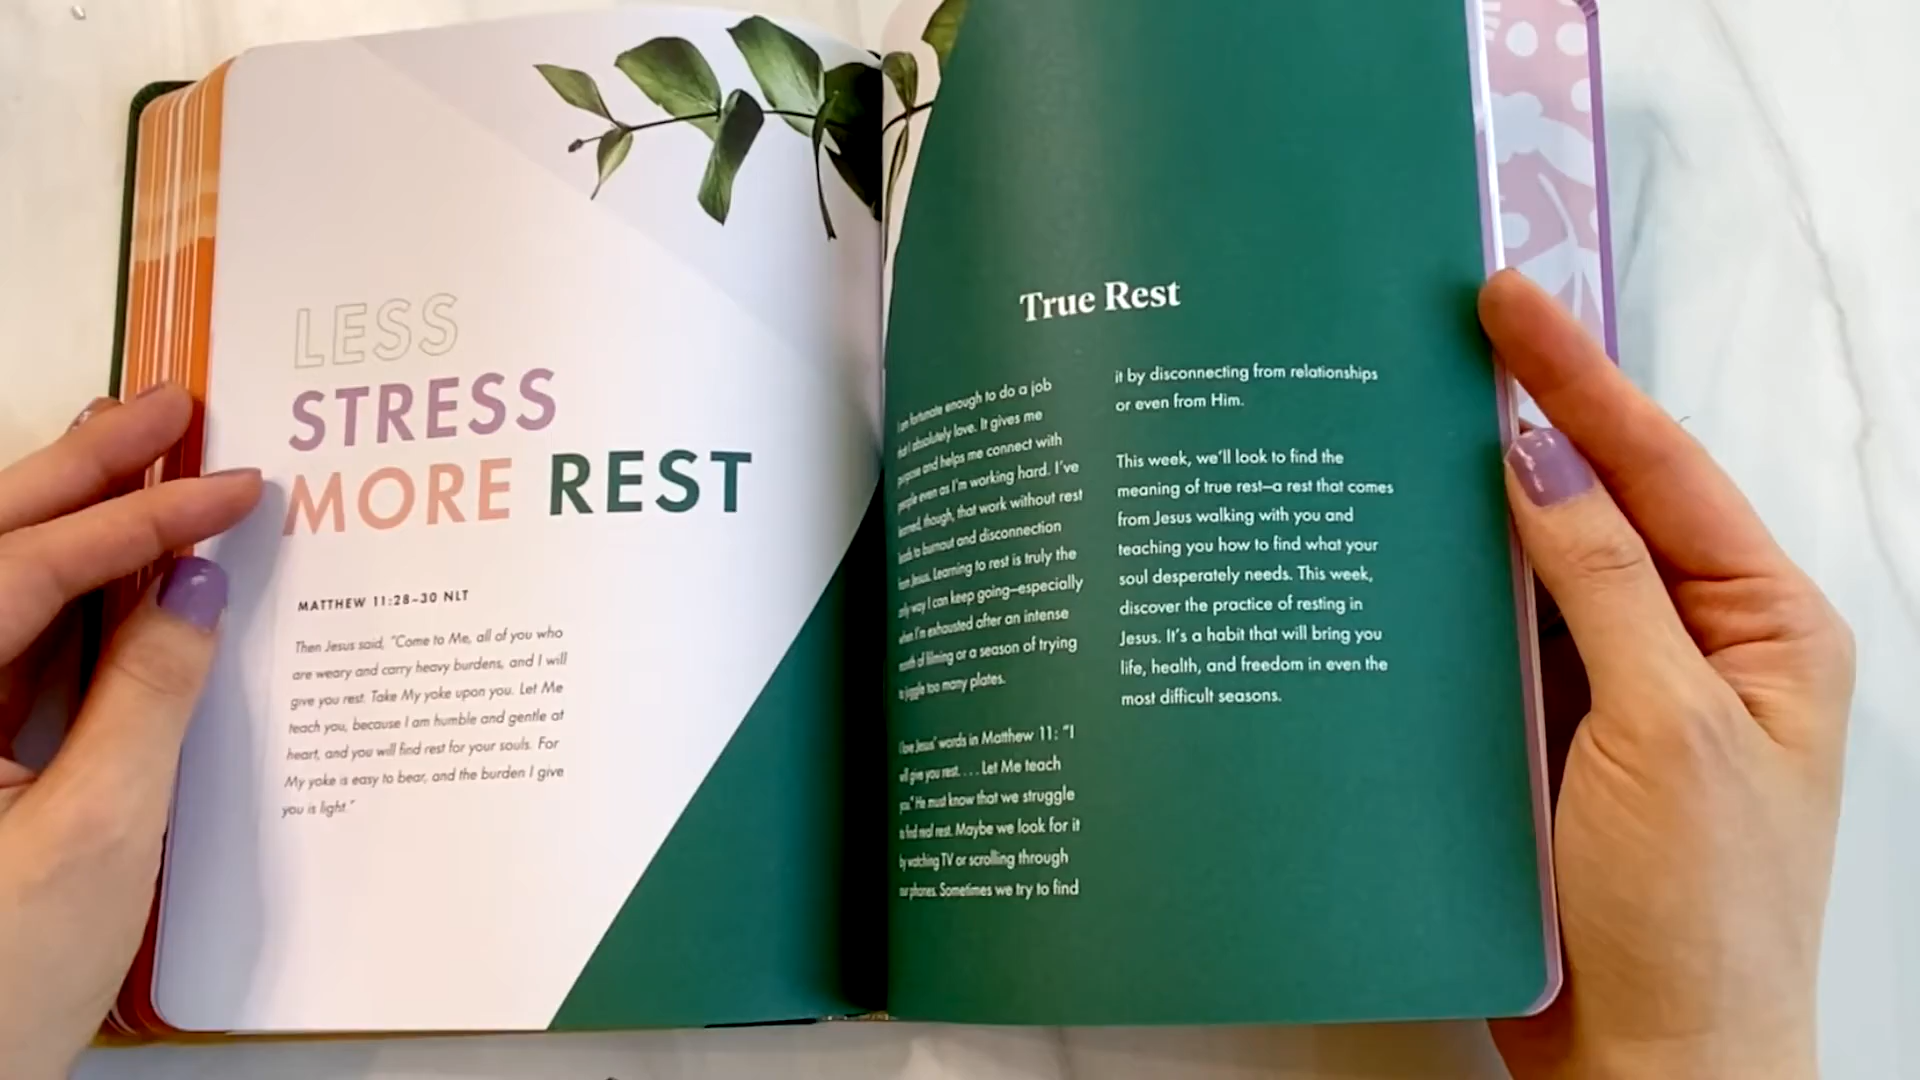 LESS
STRESS
MORE REST
MATTHEW 11:28–30 NLT
Then Jesus said, “Come to Me, all of you who
are weary and carry heavy burdens, and I will
give you rest. Take My yoke upon you. Let Me
teach you, because I am humble and gentle at
heart, and you will find rest for your souls. For
My yoke is easy to bear, and the burden I give
you is light.”
True Rest
I am fortunate enough to do a job
that I absolutely love. It gives me
purpose and helps me connect with
people even as I’m working hard. I’ve
learned, though, that work without rest
leads to burnout and disconnection
from Jesus. Learning to rest is truly the
only way I can keep going—especially
when I’m exhausted after an intense
month of filming or a season of trying
to juggle too many plates.
I love Jesus’ words in Matthew 11: “I
will give you rest. . . . Let Me teach
you.” He must know that we struggle
to find real rest. Maybe we look for it
by watching TV or scrolling through
our phones. Sometimes we try to find
it by disconnecting from relationships
or even from Him.
This week, we’ll look to find the
meaning of true rest—a rest that comes
from Jesus walking with you and
teaching you how to find what your
soul desperately needs. This week,
discover the practice of resting in
Jesus. It’s a habit that will bring you
life, health, and freedom in even the
most difficult seasons.